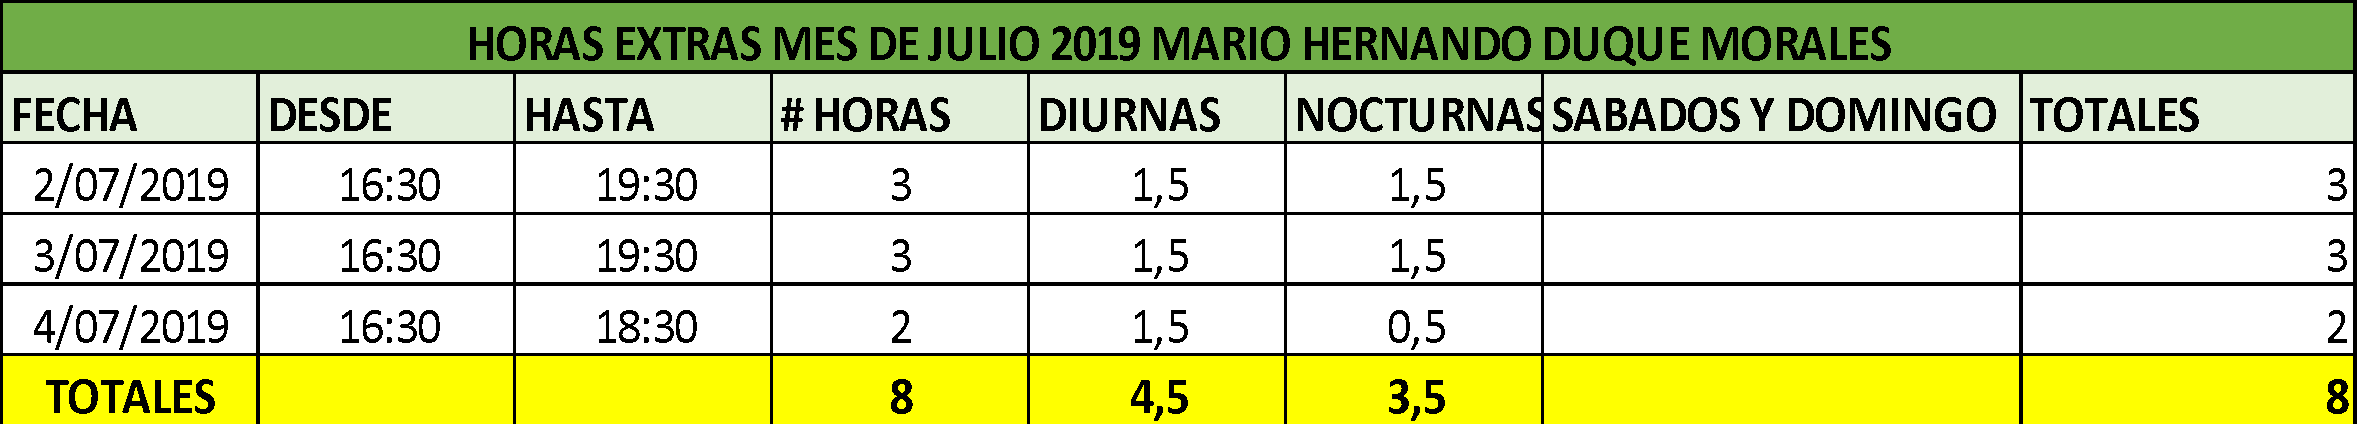 HORAS EXTRAS MES DE JULIO 2019 MARIO HERNANDO DUQUE MORALES
FECHA DESDE HASTA # HORAS DIURNAS NOCTURNAS SABADOS Y DOMINGO TOTALES
2/07/2019 16:30 19:30 3 1,5 1,5 3
3/07/2019 16:30 19:30 3 1,5 1,5 3
4/07/2019 16:30 18:30 2 1,5 0,5 2
TOTALES 8 4,5 3,5 8